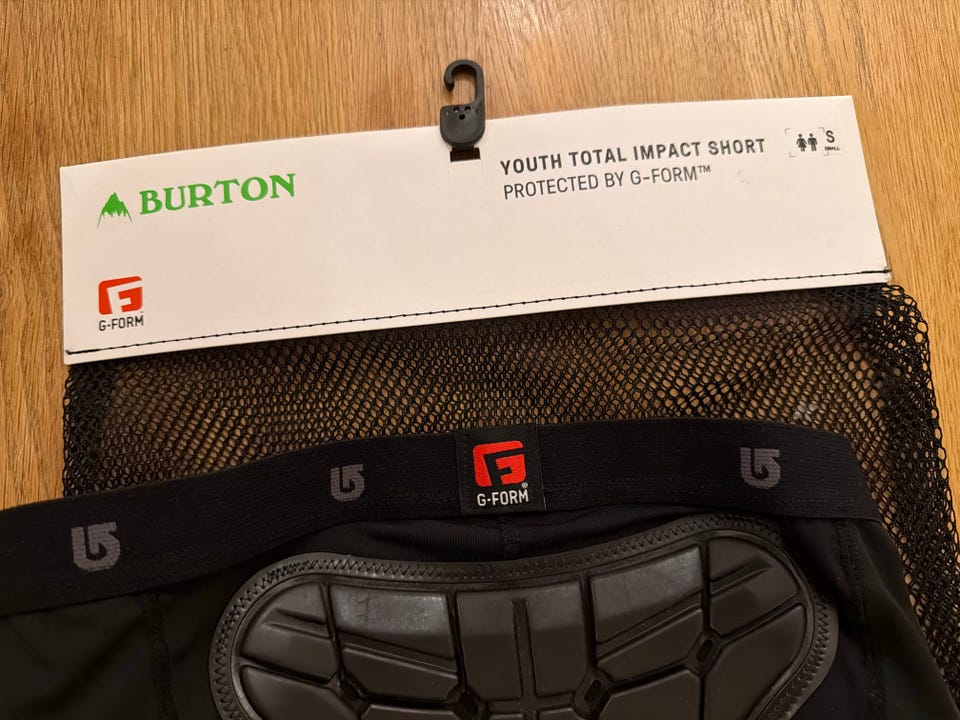 BURTON
YOUTH TOTAL IMPACT SHORT
PROTECTED BY G-FORM™
S
SMALL
G-FORM
G-FORM®